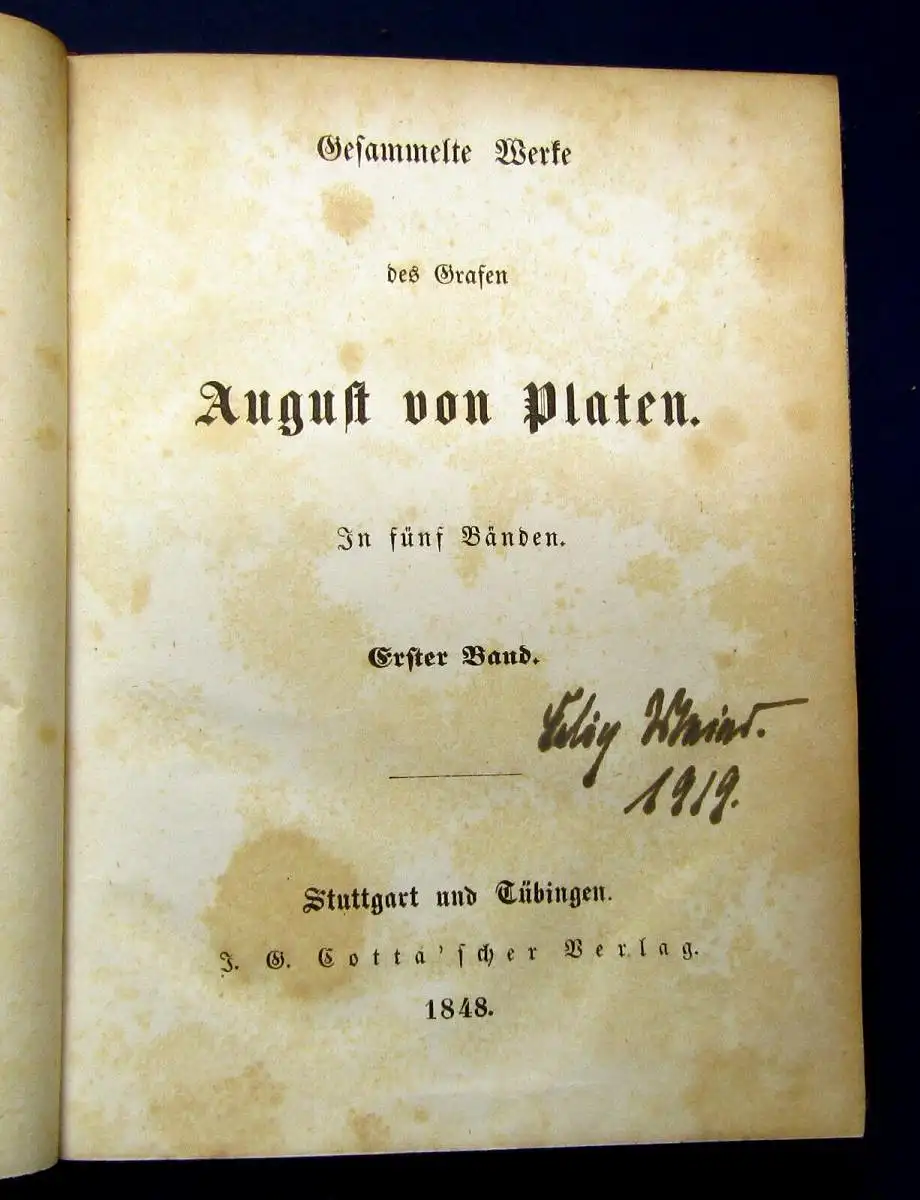 Gesammelte Werke
des Grafen
August von Platen.
In fünf Bänden.
Erster Band.
1919.
Stuttgart und Tübingen.
J. G. Cotta'scher Verlag.
1848.